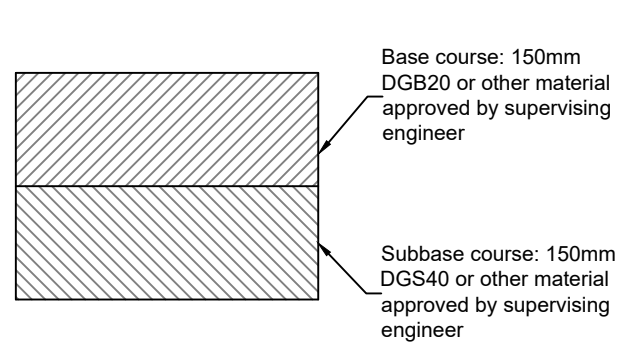 Base course: 150mm
DGB20 or other material
approved by supervising
engineer
Subbase course: 150mm
DGS40 or other material
approved by supervising
engineer